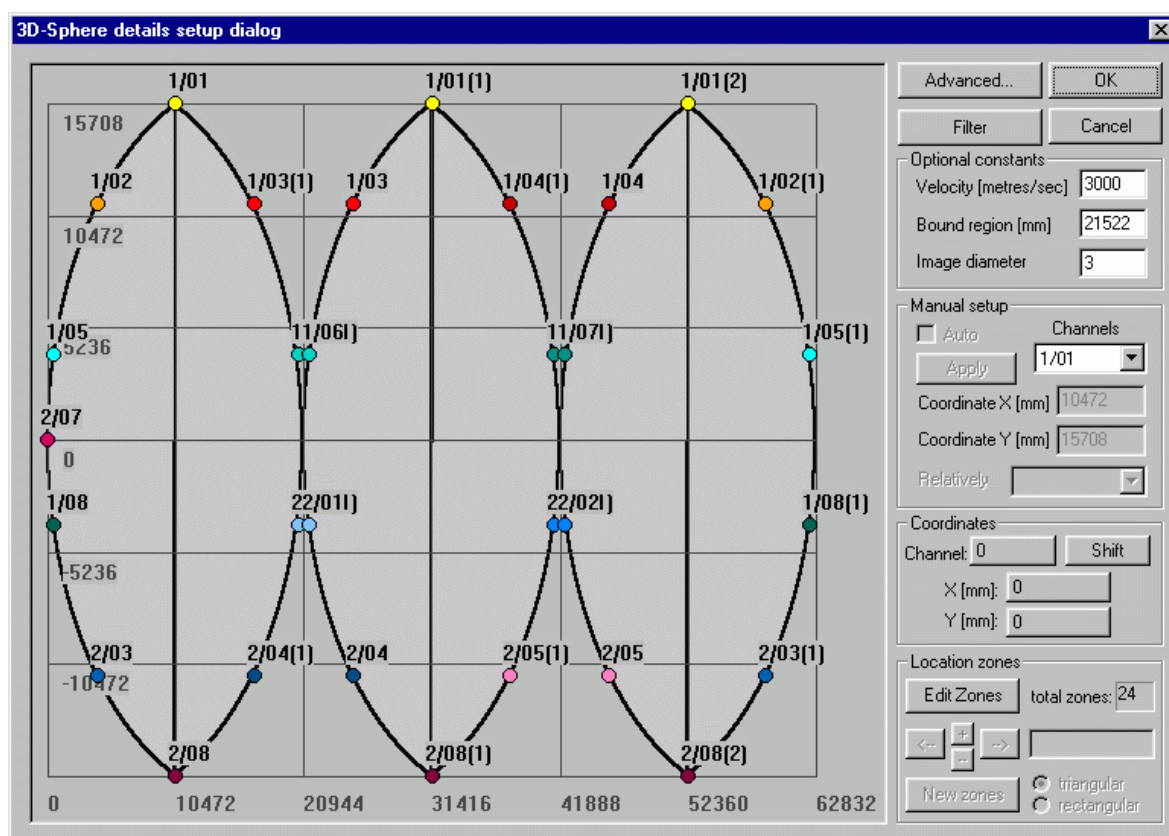 3D-Sphere details setup dialog
1/01 1/01(1) 1/01(2)
15708
1/02 1/03(1) 1/03 1/04(1) 1/04 1/02(1)
10472
1/05 11/06l) 11/07l) 1/05(1)
5236
2/07
0
1/08 22/01l) 22/02l) 1/08(1)
-5236
2/03 2/04(1) 2/04 2/05(1) 2/05 2/03(1)
-10472
2/08 2/08(1) 2/08(2)
0 10472 20944 31416 41888 52360 62832
Advanced... OK
Filter Cancel
Optional constants
Velocity [metres/sec] 3000
Bound region [mm] 21522
Image diameter 3
Manual setup
Auto Channels
Apply 1/01
Coordinate X [mm] 10472
Coordinate Y [mm] 15708
Relatively
Coordinates
Channel: 0 Shift
X [mm]: 0
Y [mm]: 0
Location zones
Edit Zones total zones: 24
<-- + -- -->
New zones triangular
rectangular